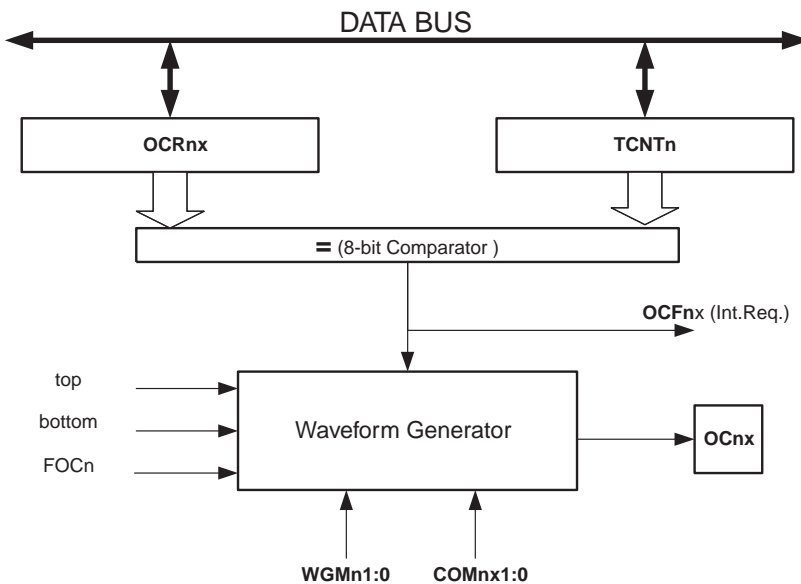 DATA BUS
OCRnx
TCNTn
= (8-bit Comparator )
OCFnx (Int.Req.)
top
bottom
FOCn
Waveform Generator
OCnx
WGMn1:0
COMnx1:0